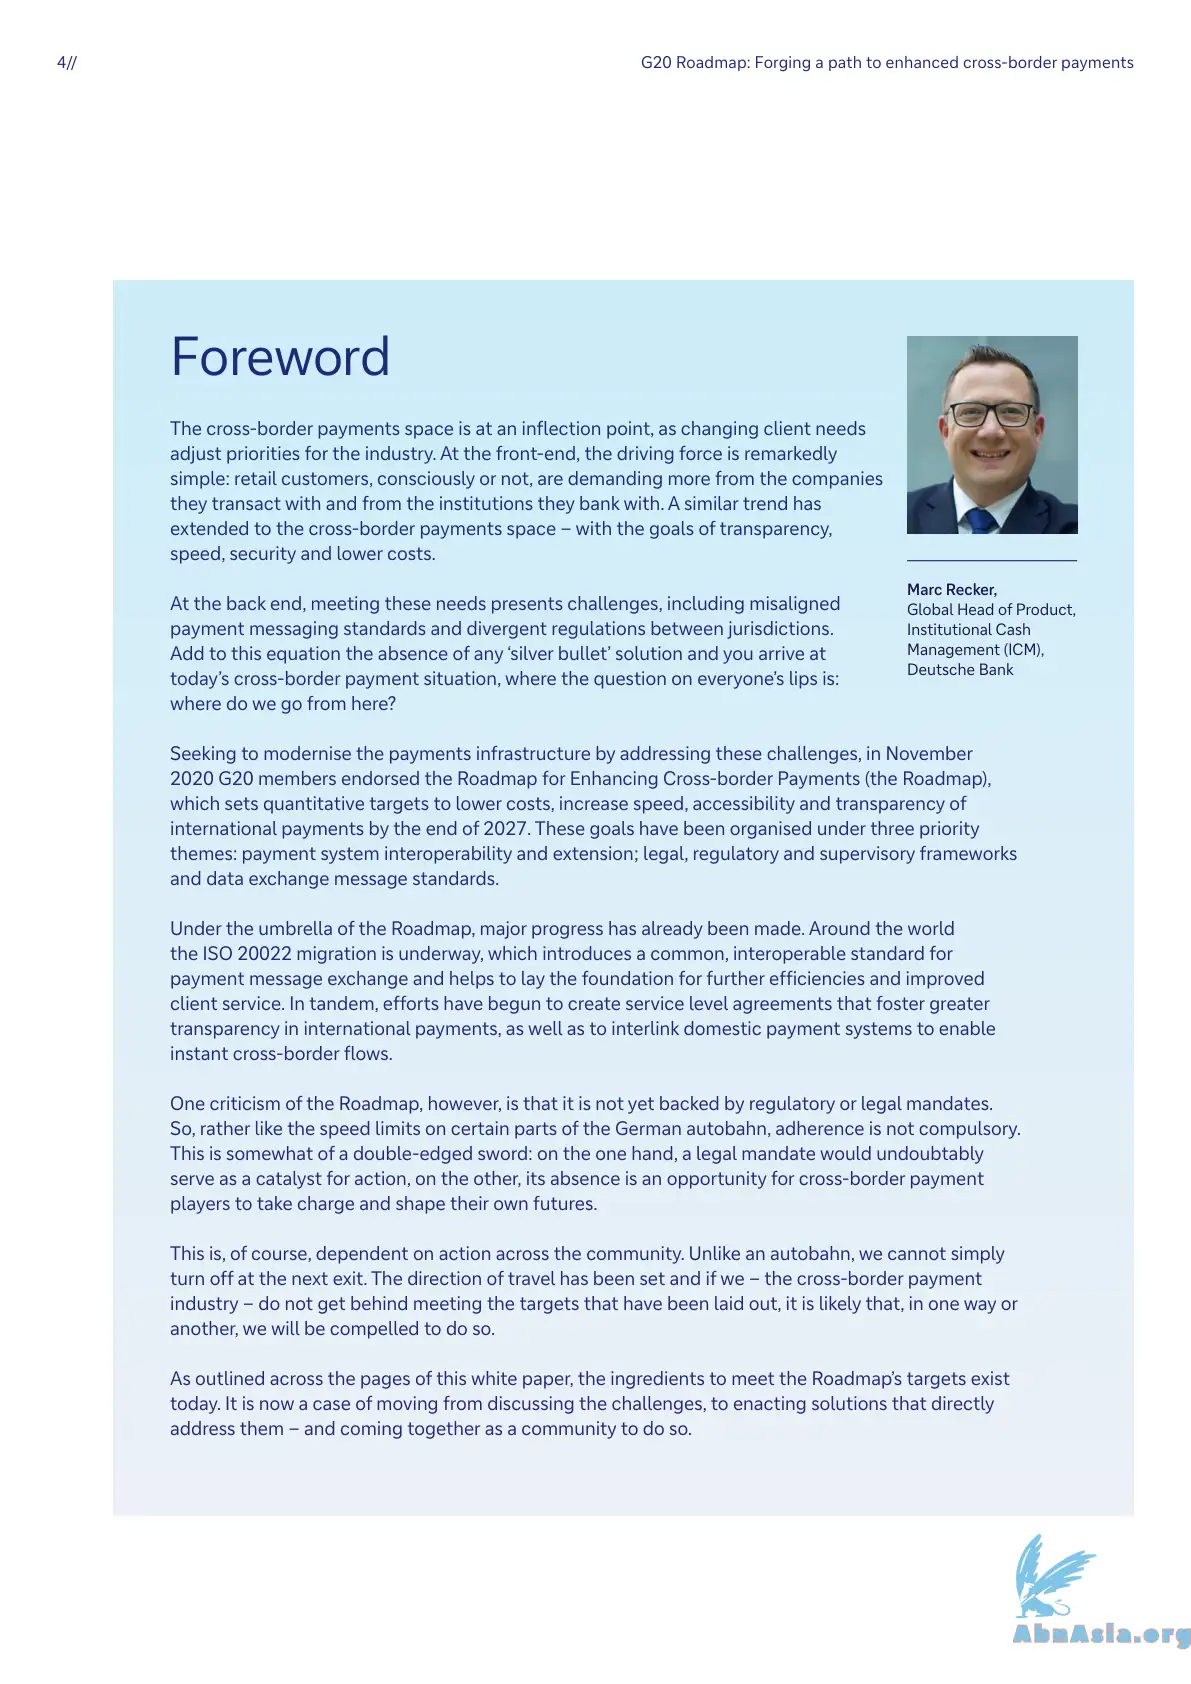 4//
G20 Roadmap: Forging a path to enhanced cross-border payments
Foreword
The cross-border payments space is at an inflection point, as changing client needs
adjust priorities for the industry. At the front-end, the driving force is remarkably
simple: retail customers, consciously or not, are demanding more from the companies
they transact with and from the institutions they bank with. A similar trend has
extended to the cross-border payments space – with the goals of transparency,
speed, security and lower costs.
At the back end, meeting these needs presents challenges, including misaligned
payment messaging standards and divergent regulations between jurisdictions.
Add to this equation the absence of any ‘silver bullet’ solution and you arrive at
today’s cross-border payment situation, where the question on everyone’s lips is:
where do we go from here?
Marc Recker,
Global Head of Product,
Institutional Cash
Management (ICM),
Deutsche Bank
Seeking to modernise the payments infrastructure by addressing these challenges, in November
2020 G20 members endorsed the Roadmap for Enhancing Cross-border Payments (the Roadmap),
which sets quantitative targets to lower costs, increase speed, accessibility and transparency of
international payments by the end of 2027. These goals have been organised under three priority
themes: payment system interoperability and extension; legal, regulatory and supervisory frameworks
and data exchange message standards.
Under the umbrella of the Roadmap, major progress has already been made. Around the world
the ISO 20022 migration is underway, which introduces a common, interoperable standard for
payment message exchange and helps to lay the foundation for further efficiencies and improved
client service. In tandem, efforts have begun to create service level agreements that foster greater
transparency in international payments, as well as to interlink domestic payment systems to enable
instant cross-border flows.
One criticism of the Roadmap, however, is that it is not yet backed by regulatory or legal mandates.
So, rather like the speed limits on certain parts of the German autobahn, adherence is not compulsory.
This is somewhat of a double-edged sword: on the one hand, a legal mandate would undoubtably
serve as a catalyst for action, on the other, its absence is an opportunity for cross-border payment
players to take charge and shape their own futures.
This is, of course, dependent on action across the community. Unlike an autobahn, we cannot simply
turn off at the next exit. The direction of travel has been set and if we – the cross-border payment
industry – do not get behind meeting the targets that have been laid out, it is likely that, in one way or
another, we will be compelled to do so.
As outlined across the pages of this white paper, the ingredients to meet the Roadmap’s targets exist
today. It is now a case of moving from discussing the challenges, to enacting solutions that directly
address them – and coming together as a community to do so.
AbnAsia.org